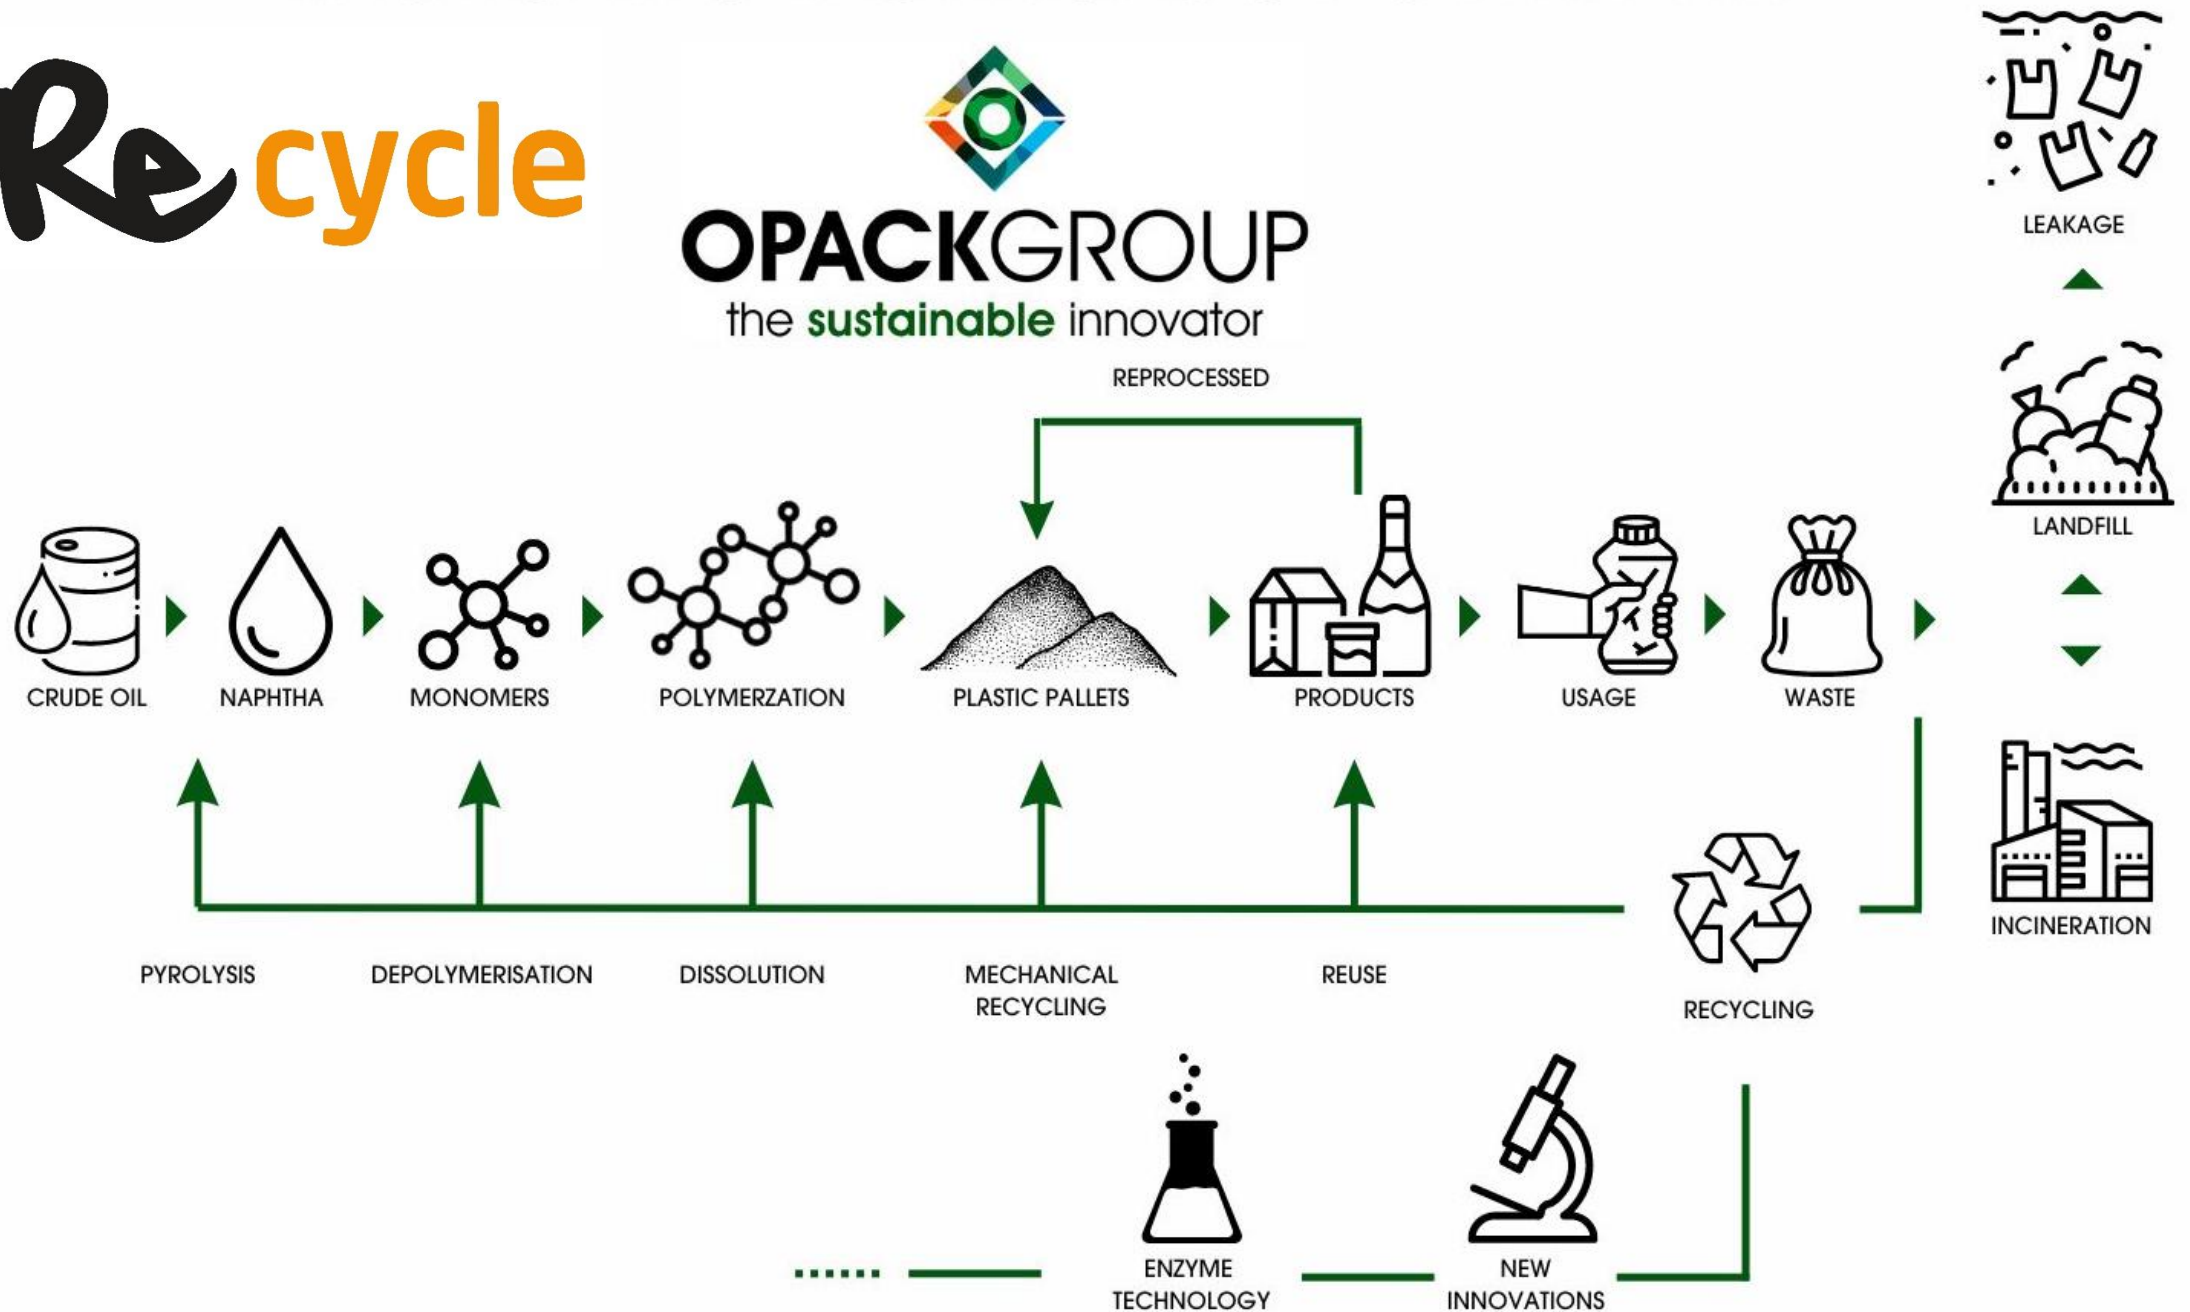 Recycle
OPACKGROUP
the sustainable innovator
REPROCESSED
LEAKAGE
LANDFILL
CRUDE OIL
NAPHTHA
MONOMERS
POLYMERZATION
PLASTIC PALLETS
PRODUCTS
USAGE
WASTE
INCINERATION
PYROLYSIS
DEPOLYMERISATION
DISSOLUTION
MECHANICAL
RECYCLING
REUSE
RECYCLING
ENZYME
TECHNOLOGY
NEW
INNOVATIONS